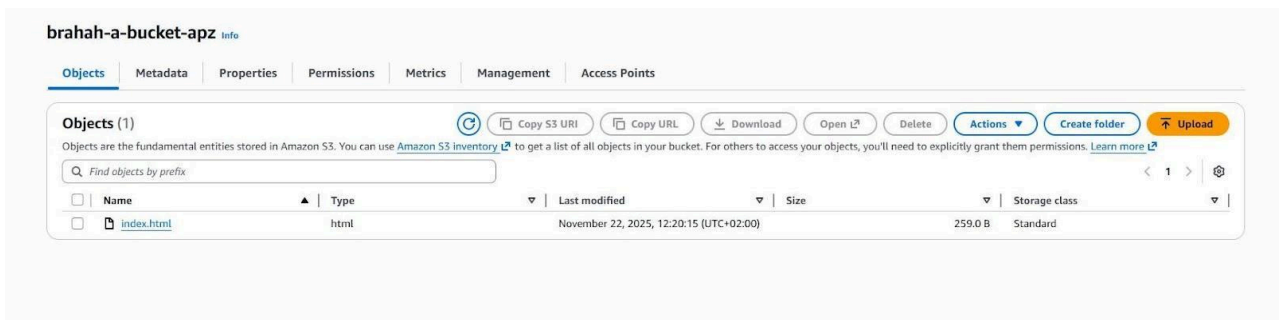 brahah-a-bucket-apz Info
Objects Metadata Properties Permissions Metrics Management Access Points
Objects (1) Copy S3 URI Copy URL Download Open Delete Actions Create folder Upload
Objects are the fundamental entities stored in Amazon S3. You can use Amazon S3 inventory to get a list of all objects in your bucket. For others to access your objects, you'll need to explicitly grant them permissions. Learn more
Find objects by prefix 1
Name Type Last modified Size Storage class
index.html html November 22, 2025, 12:20:15 (UTC+02:00) 259.0 B Standard